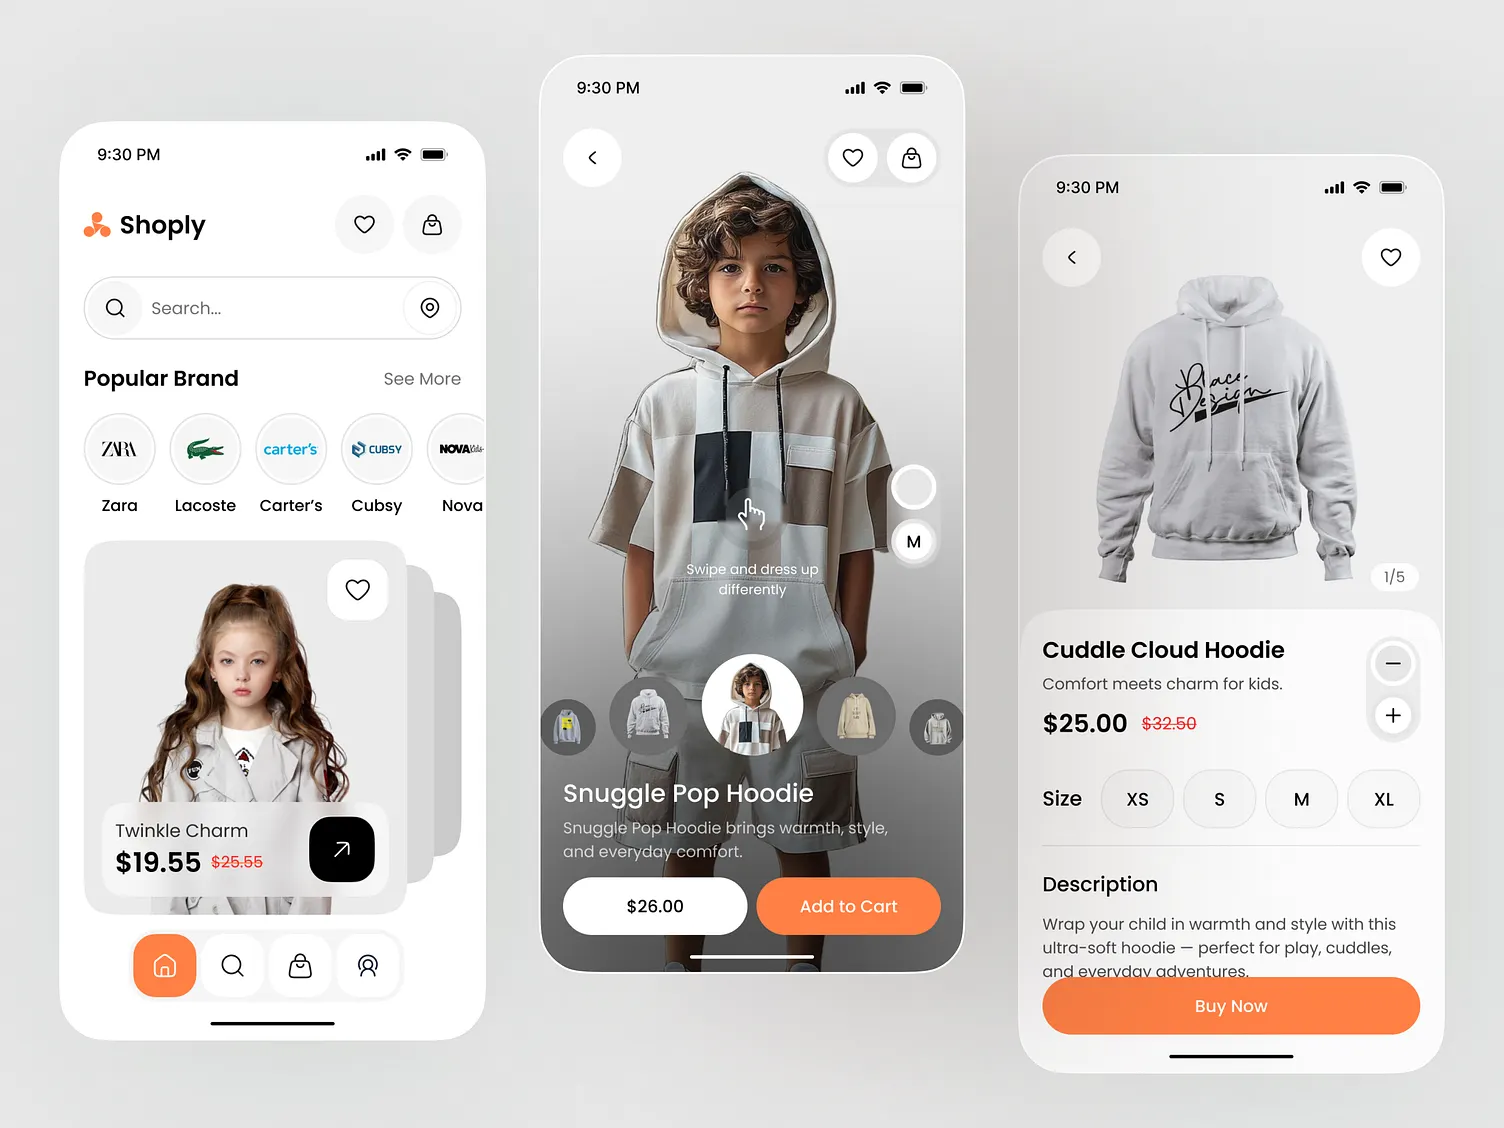 9:30 PM
Shoply
Search...
Popular Brand
See More
ZARA
carter's
CUBSY
NOVA Kids
Zara
Lacoste
Carter's
Cubsy
Nova
Twinkle Charm
$19.55 $25.55
9:30 PM
M
Swipe and dress up
differently
Snuggle Pop Hoodie
Snuggle Pop Hoodie brings warmth, style,
and everyday comfort.
$26.00
Add to Cart
9:30 PM
Brace
Design
1/5
Cuddle Cloud Hoodie
Comfort meets charm for kids.
$25.00 $32.50
Size
XS
S
M
XL
Description
Wrap your child in warmth and style with this
ultra-soft hoodie — perfect for play, cuddles,
and everyday adventures.
Buy Now